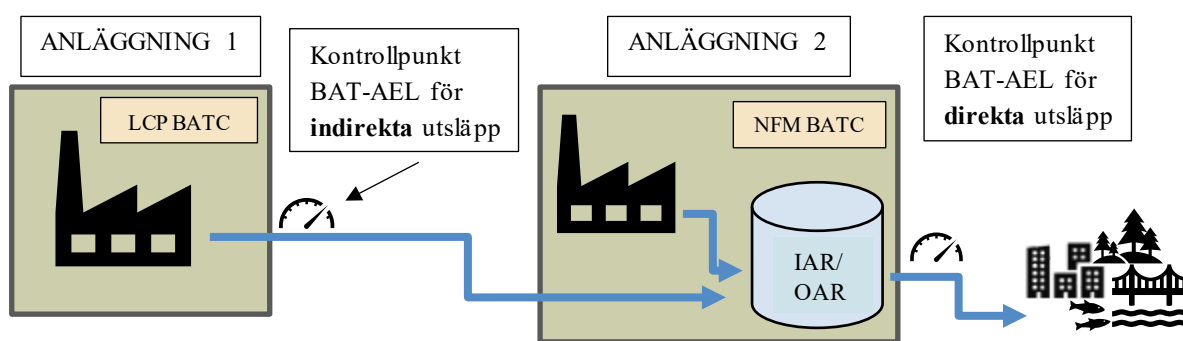 ANLÄGGNING 1
Kontrollpunkt
BAT-AEL för
indirekta utsläpp
LCP BATC
ANLÄGGNING 2
Kontrollpunkt
BAT-AEL för
direkta utsläpp
NFM BATC
IAR/
OAR